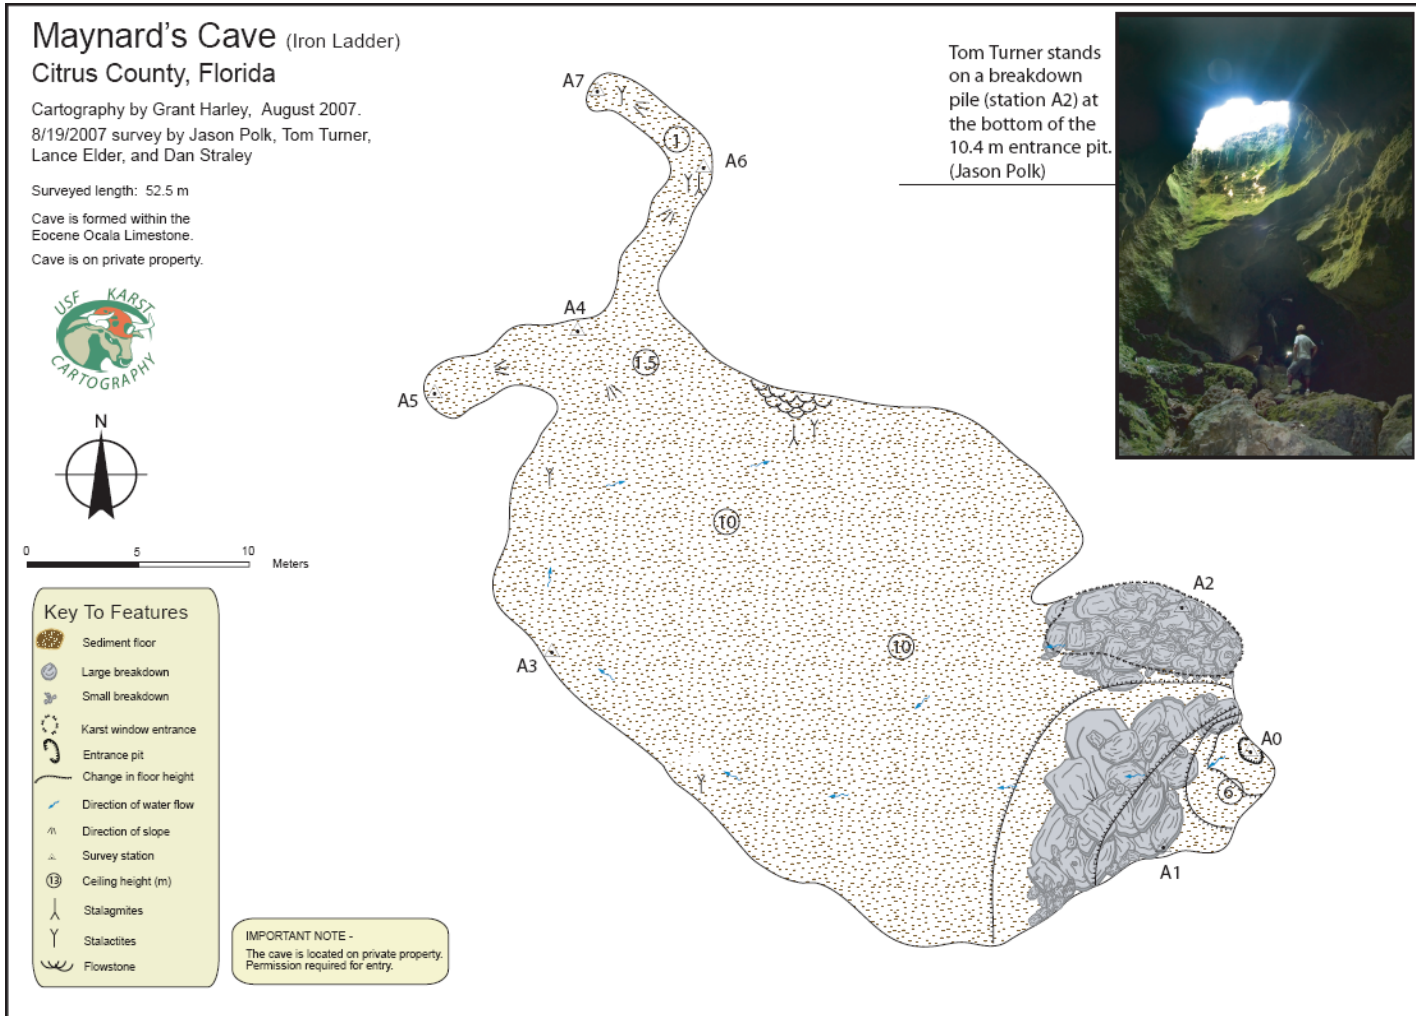 Maynard's Cave (Iron Ladder)
Citrus County, Florida
Cartography by Grant Harley, August 2007.
8/19/2007 survey by Jason Polk, Tom Turner,
Lance Elder, and Dan Straley
Surveyed length: 52.5 m
Cave is formed within the
Eocene Ocala Limestone.
Cave is on private property.
USF KARST
CARTOGRAPHY
N
0 5 10
Meters
Key To Features
Sediment floor
Large breakdown
Small breakdown
Karst window entrance
Entrance pit
Change in floor height
Direction of water flow
Direction of slope
Survey station
13 Ceiling height (m)
Stalagmites
Stalactites
Flowstone
IMPORTANT NOTE -
The cave is located on private property.
Permission required for entry.
Tom Turner stands
on a breakdown
pile (station A2) at
the bottom of the
10.4 m entrance pit.
(Jason Polk)
A7
1
A6
A4
1.5
A5
10
A2
A3
10
A0
6
A1